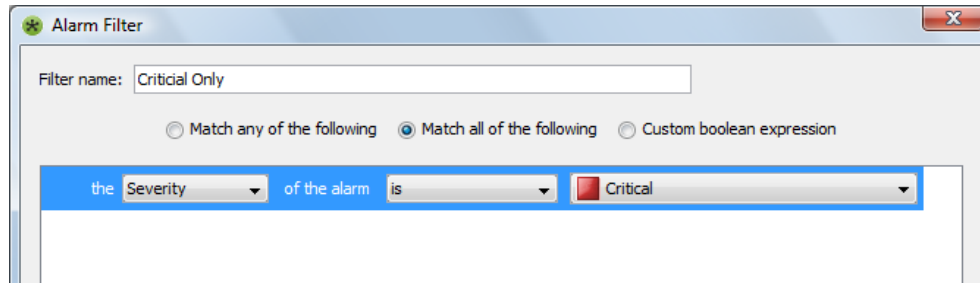 Alarm Filter
Filter name: Criticial Only
Match any of the following Match all of the following Custom boolean expression
the Severity of the alarm is Critical